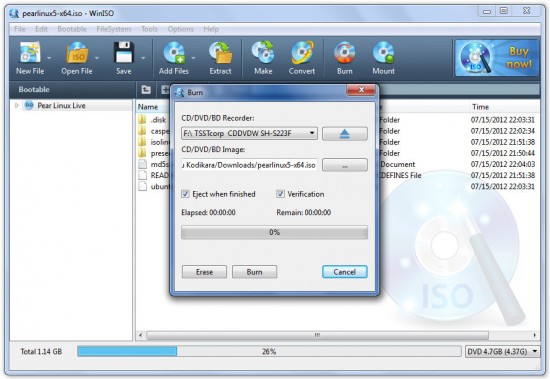 pearlinux5-x64.iso - WinISO
File Edit Bootable FileSystem Tools Options Help
New File Open File Save Add Files Extract Make Convert Burn Mount
ISO
Buy now!
Bootable
Pear Linux Live
Name
Time
.disk
Folder
07/15/2012 22:03:31
caspe
Folder
07/15/2012 22:03:31
isolin
Folder
07/15/2012 21:50:44
prese
Folder
07/15/2012 21:51:44
md5s
Document
07/15/2012 22:04:23
READ
DEFINES File
07/15/2012 22:03:31
ubunt
07/15/2012 22:03:31
Burn
CD/DVD/BD Recorder:
F:\ TSSTcorp CDDVDW SH-S223F
CD/DVD/BD Image:
Kodikara/Downloads/pearlinux5-x64.iso
...
Eject when finished
Verification
Elapsed: 00:00:00
Remain: 00:00:00
0%
Erase
Burn
Cancel
ISO
Total 1.14 GB
26%
DVD 4.7GB (4.37G)